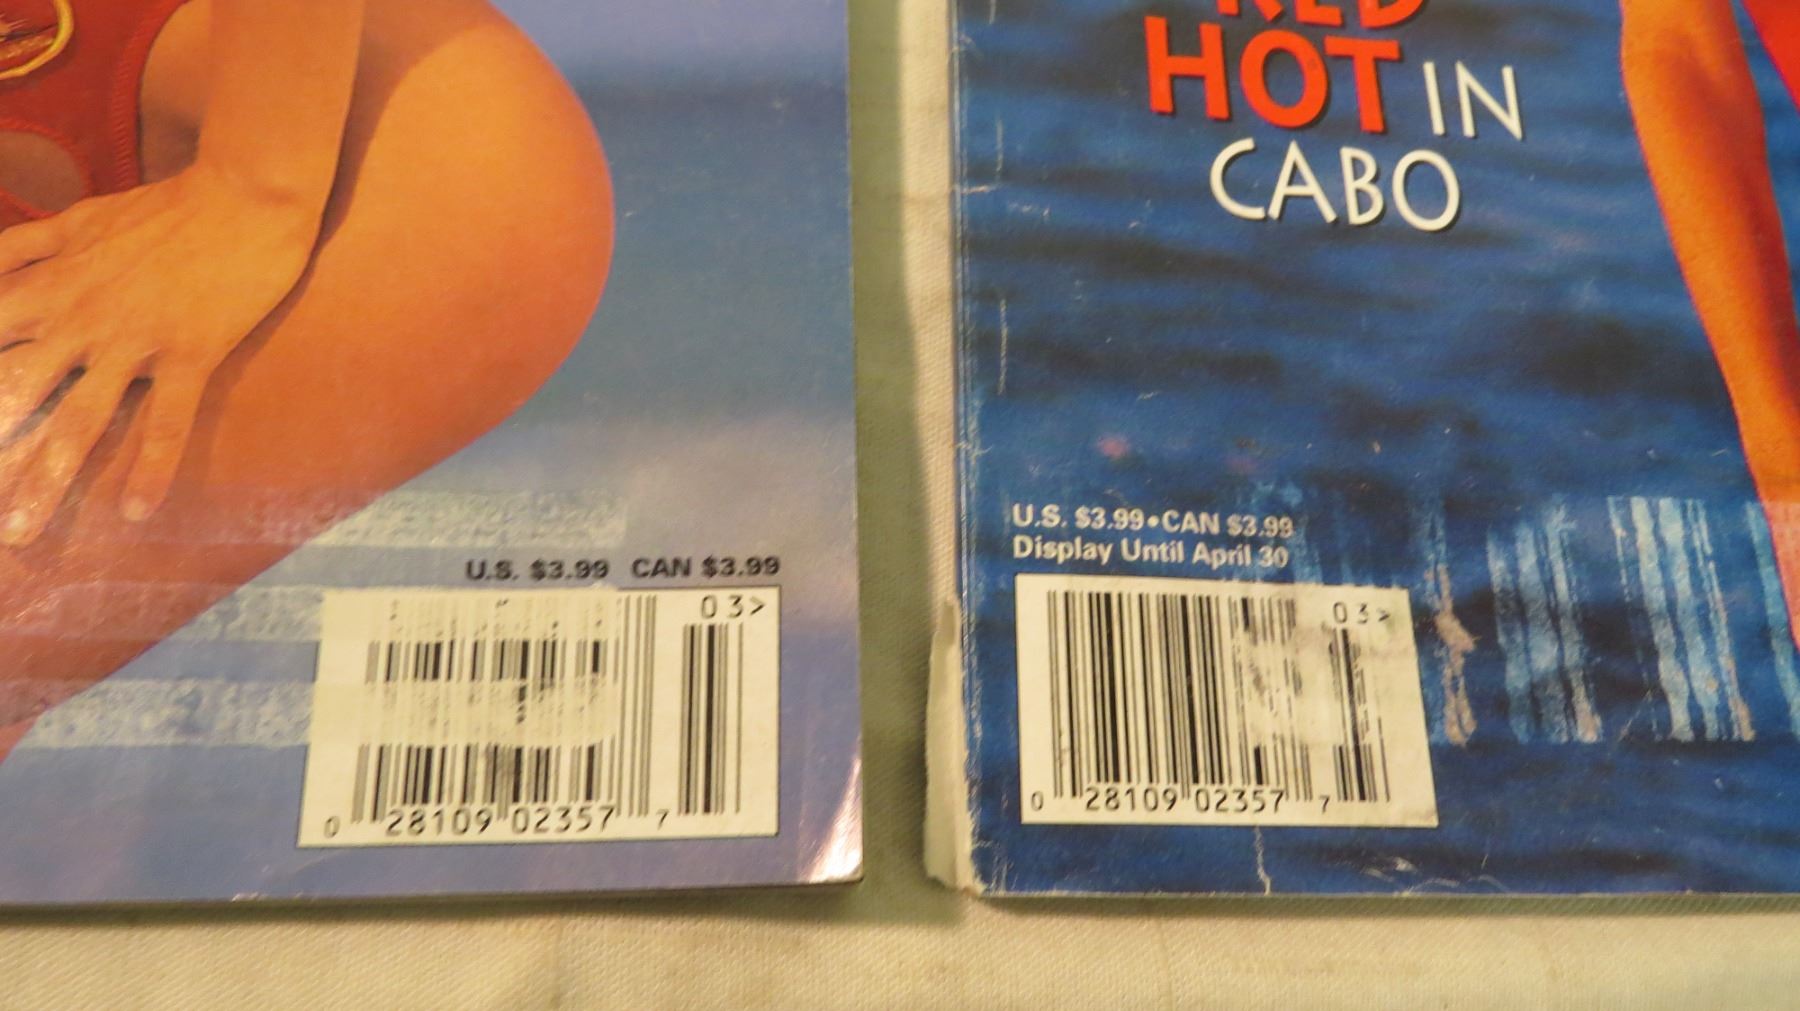 U.S. $3.99 CAN $3.99
03>
0 28109 02357 7
RED
HOT IN
CABO
U.S. $3.99•CAN $3.99
Display Until April 30
03>
0 28109 02357 7